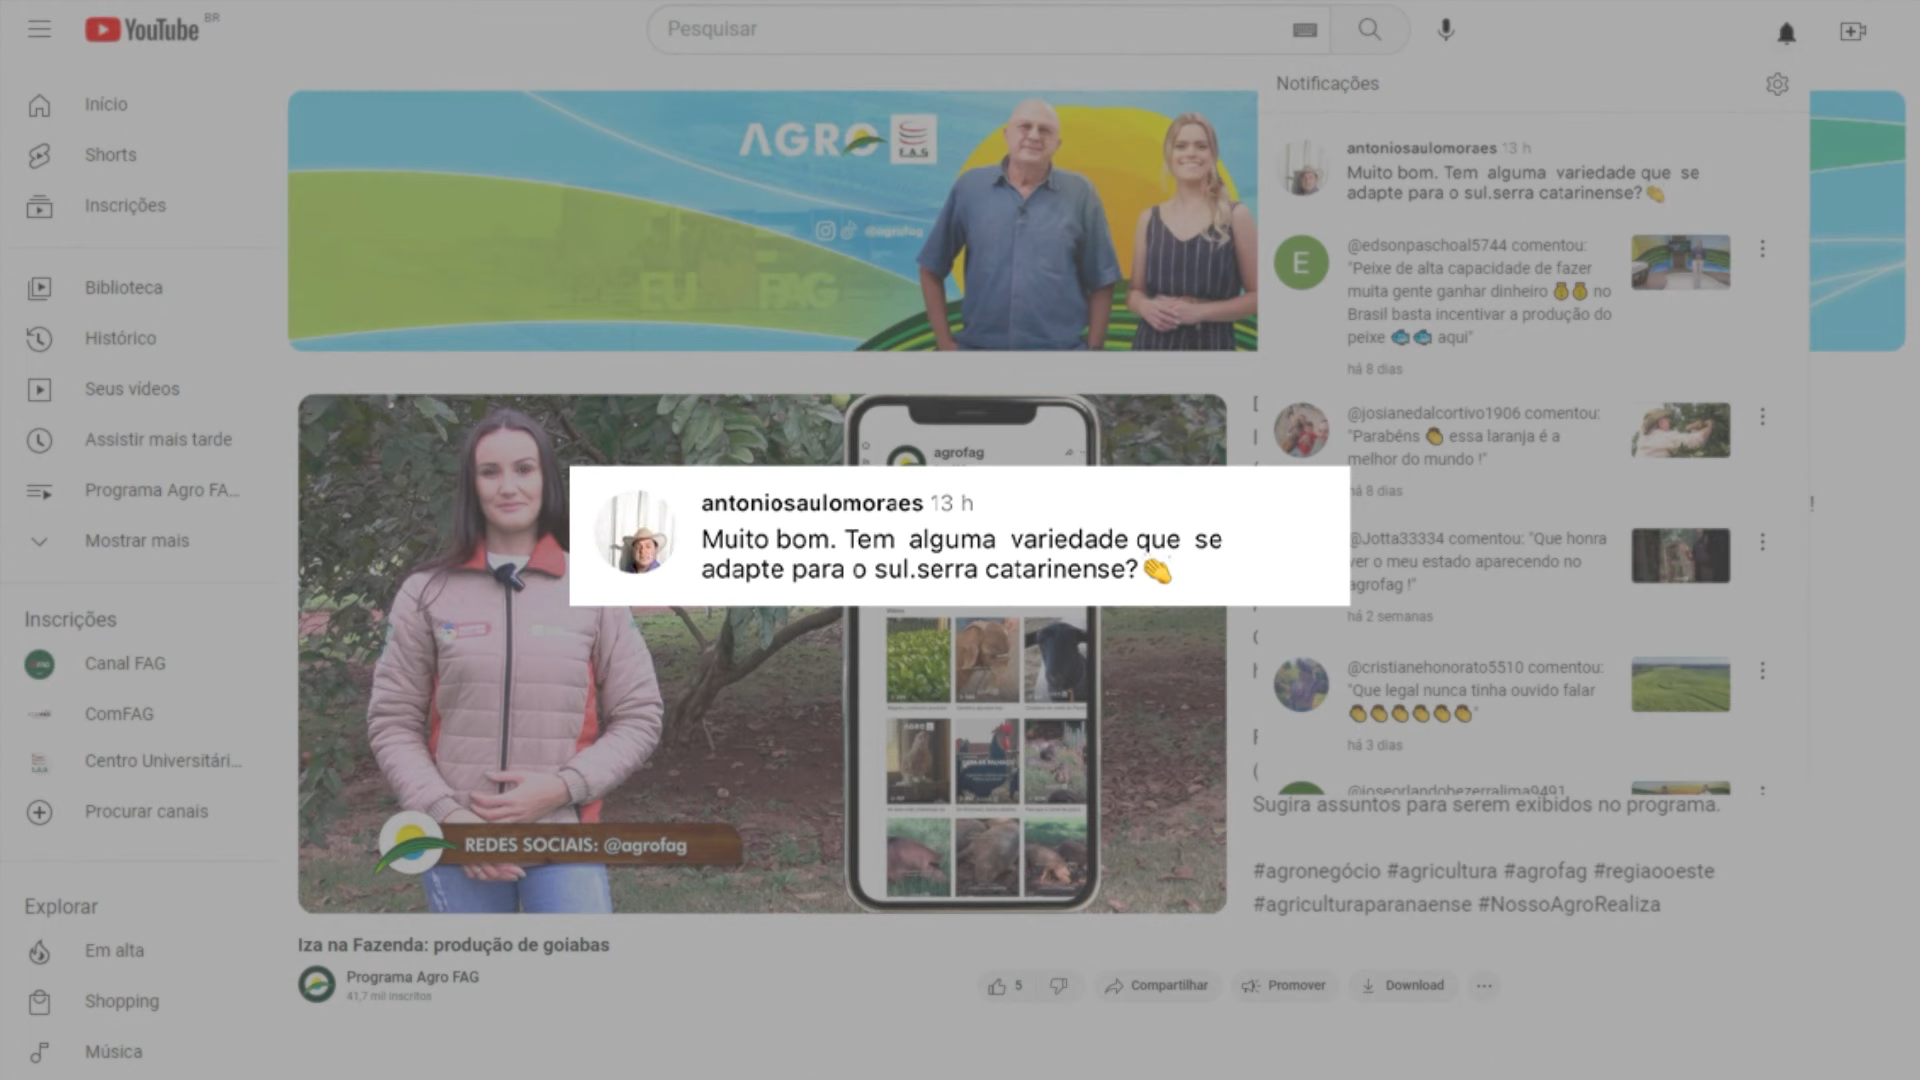 YouTube BR
Pesquisar
Início
Shorts
Inscrições
Biblioteca
Histórico
Seus vídeos
Assistir mais tarde
Programa Agro FA...
Mostrar mais
Inscrições
Canal FAG
ComFAG
Centro Universitári...
Procurar canais
Explorar
Em alta
Shopping
Música
AGRO F.A.G
@agrofag
EU
FAG
Notificações
antoniosaulomoraes 13 h
Muito bom. Tem alguma variedade que se
adapte para o sul.serra catarinense?👏
E
@edsonpaschoal5744 comentou:
"Peixe de alta capacidade de fazer
muita gente ganhar dinheiro 💰💰 no
Brasil basta incentivar a produção do
peixe 🐟🐟 aqui"
há 8 dias
@josianedalcortivo1906 comentou:
"Parabéns 👏 essa laranja é a
melhor do mundo !"
há 8 dias
@Jotta33334 comentou: "Que honra
ver o meu estado aparecendo no
agrofag !"
há 2 semanas
@cristianehonorato5510 comentou:
"Que legal nunca tinha ouvido falar
👏👏👏👏👏👏"
há 3 dias
@joseorlandobezerralima9491
Sugira assuntos para serem exibidos no programa.
#agronegócio #agricultura #agrofag #regiaooeste
#agriculturaparanaense #NossoAgroRealiza
agrofag
antoniosaulomoraes 13 h
Muito bom. Tem alguma variedade que se
adapte para o sul.serra catarinense?👏
REDES SOCIAIS: @agrofag
Iza na Fazenda: produção de goiabas
Programa Agro FAG
41,7 mil inscritos
5
Compartilhar
Promover
Download